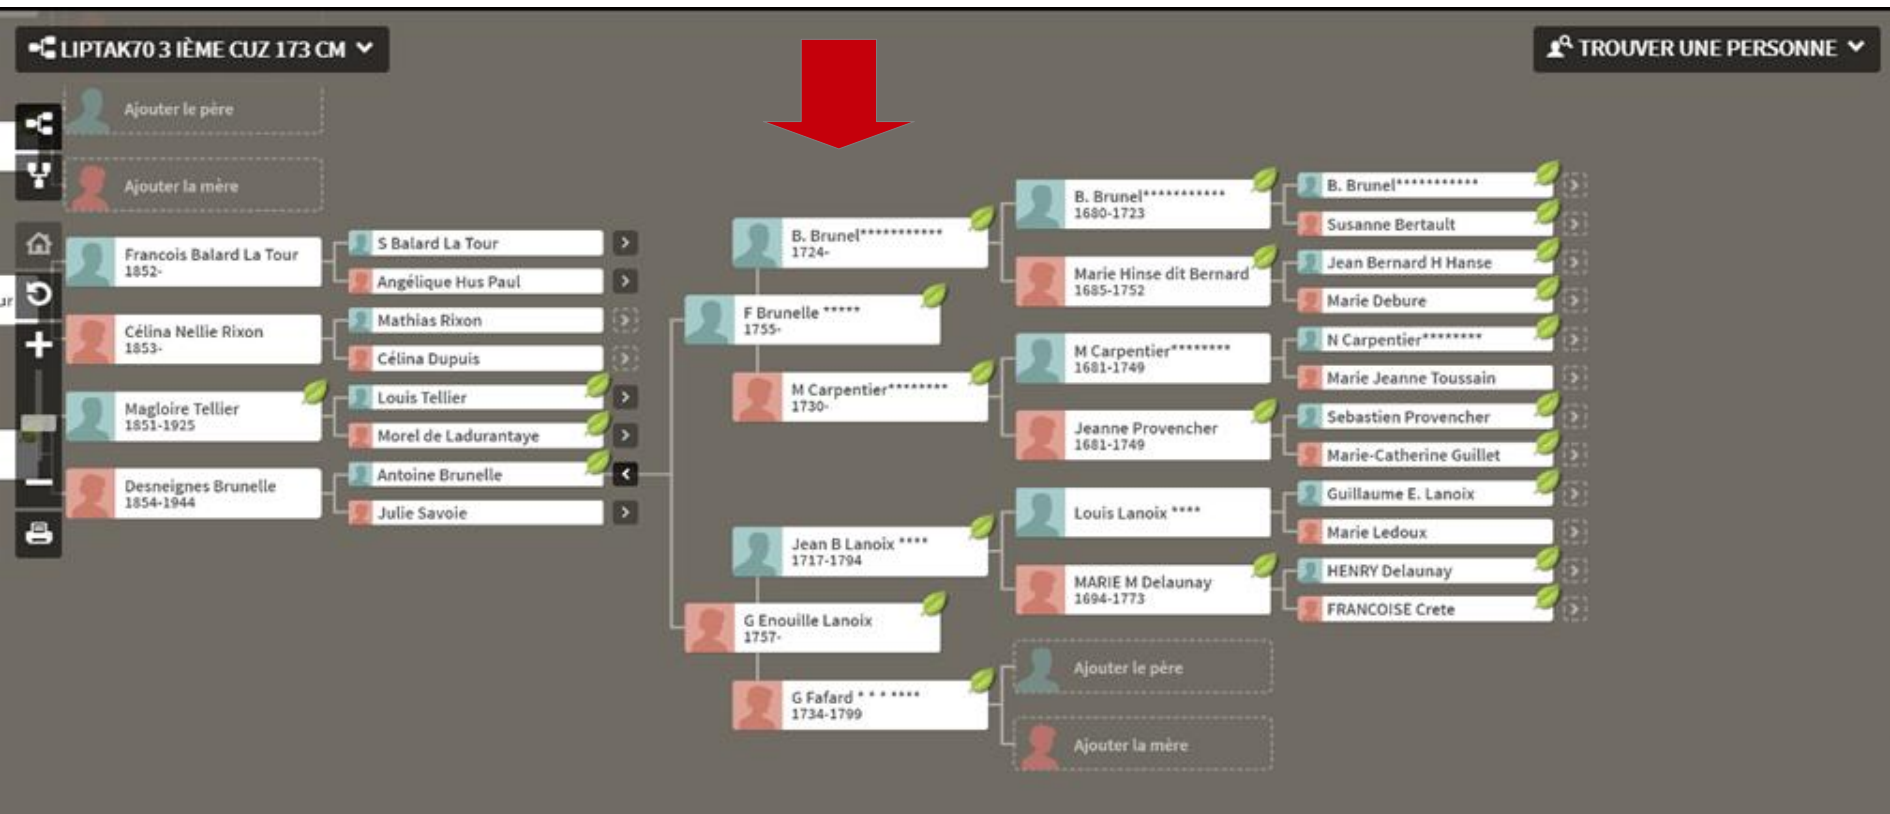 LIPTAK70 3 IÈME CUZ 173 CM
TROUVER UNE PERSONNE
Ajouter le père
Ajouter la mère
Francois Balard La Tour
1852-
Célina Nellie Rixon
1853-
Magloire Tellier
1851-1925
Desneignes Brunelle
1854-1944
S Balard La Tour
Angélique Hus Paul
Mathias Rixon
Célina Dupuis
Louis Tellier
Morel de Ladurantaye
Antoine Brunelle
Julie Savoie
B. Brunel***********
1724-
F Brunelle *****
1755-
M Carpentier********
1730-
Jean B Lanoix ****
1717-1794
G Enouille Lanoix
1757-
G Fafard * * * ****
1734-1799
B. Brunel***********
1680-1723
Marie Hinse dit Bernard
1685-1752
M Carpentier********
1681-1749
Jeanne Provencher
1681-1749
Louis Lanoix ****
MARIE M Delaunay
1694-1773
Ajouter le père
Ajouter la mère
B. Brunel***********
Susanne Bertault
Jean Bernard H Hanse
Marie Debure
N Carpentier********
Marie Jeanne Toussain
Sebastien Provencher
Marie-Catherine Guillet
Guillaume E. Lanoix
Marie Ledoux
HENRY Delaunay
FRANCOISE Crete